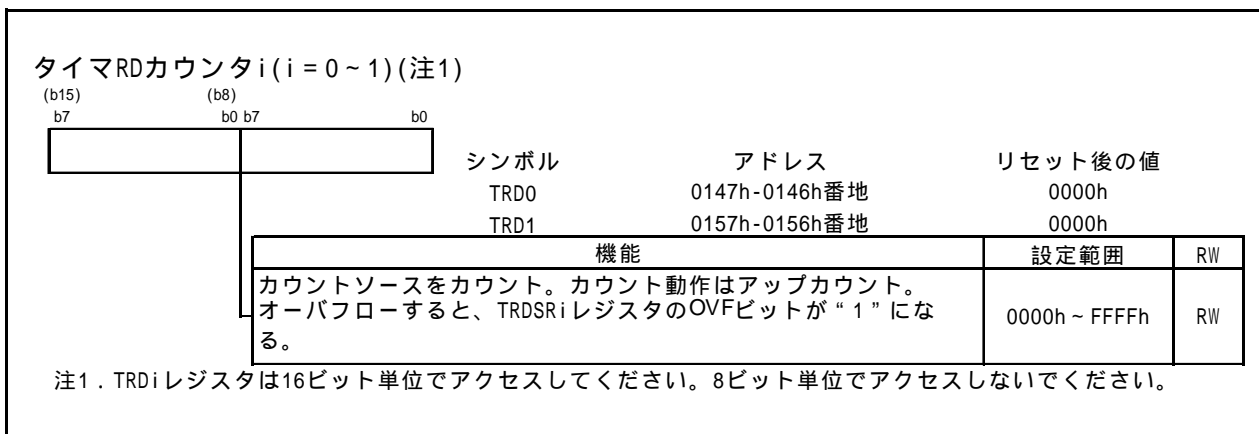 タイマRDカウンタi(i=0~1)(注1)
(b15) (b8)
b7 b0 b7 b0
シンボル アドレス リセット後の値
TRD0 0147h-0146h番地 0000h
TRD1 0157h-0156h番地 0000h
機能 設定範囲 RW
カウントソースをカウント。カウント動作はアップカウント。
オーバフローすると、TRDSRiレジスタのOVFビットが“1”にな
る。
0000h~FFFFh RW
注1．TRDiレジスタは16ビット単位でアクセスしてください。8ビット単位でアクセスしないでください。